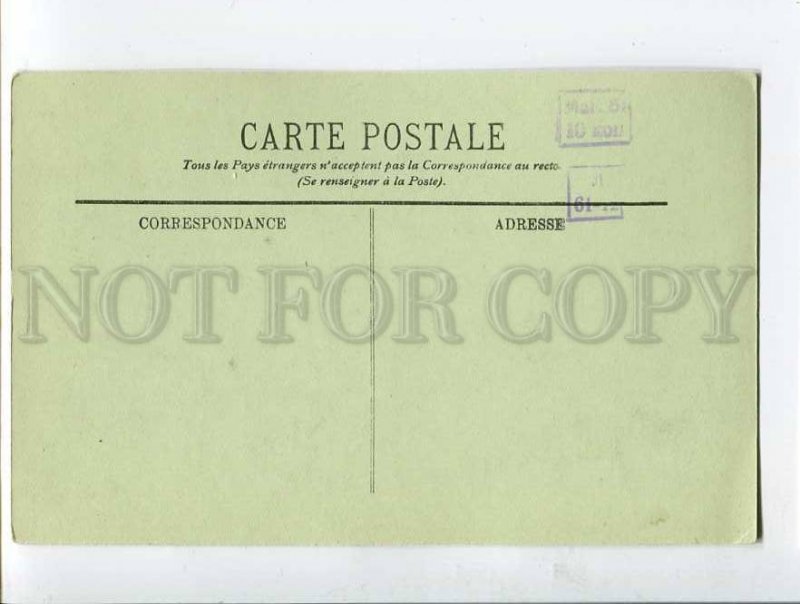 CARTE POSTALE
Tous les Pays étrangers n'acceptent pas la Correspondance au recto
(Se renseigner à la Poste).
CORRESPONDANCE
ADRESSE
NOT FOR COPY